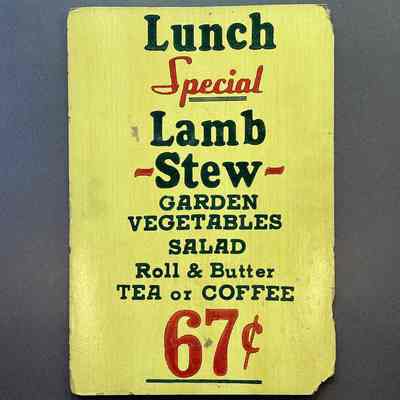 Lunch
Special
Lamb
-Stew-
GARDEN
VEGETABLES
SALAD
Roll & Butter
TEA or COFFEE
67¢